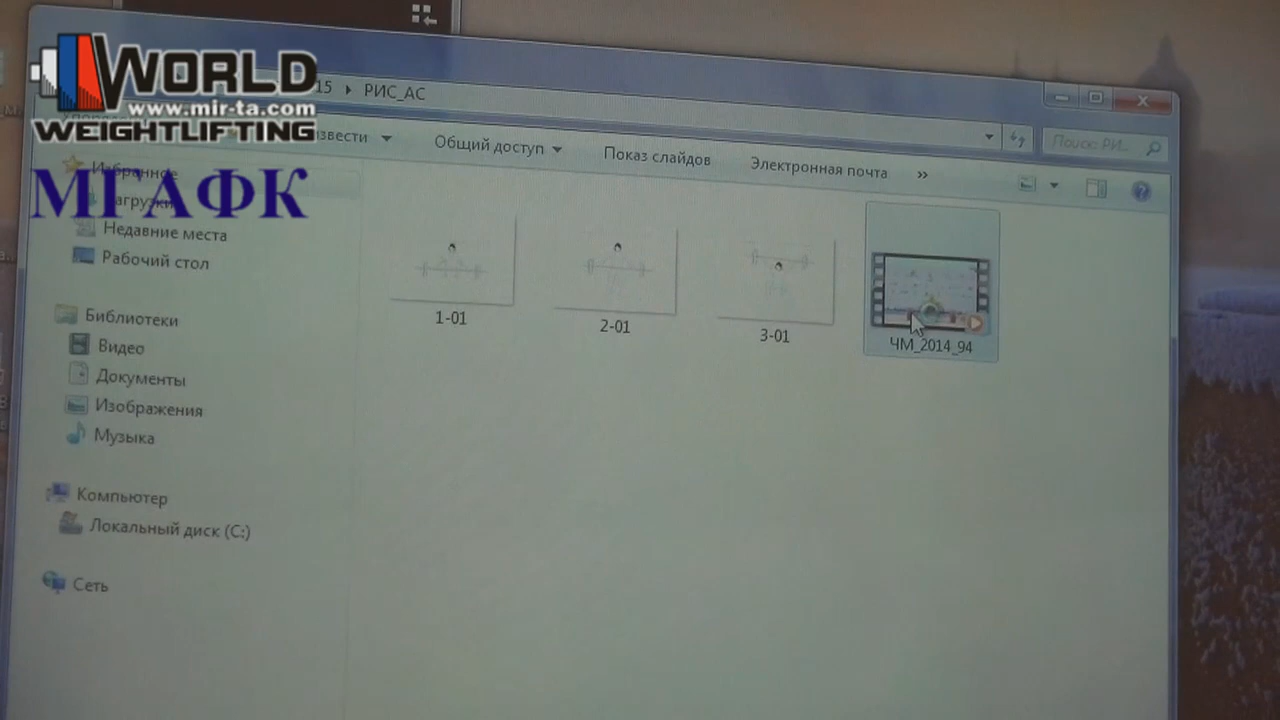 WORLD
www.mir-ta.com
WEIGHTLIFTING
МГАФК
15 ▸ РИС_АС
Поиск: РИ...
Общий доступ
Показ слайдов
Электронная почта
»
Избранное
Недавние места
Рабочий стол
Библиотеки
Видео
Документы
Изображения
Музыка
Компьютер
Локальный диск (C:)
Сеть
1-01
2-01
3-01
ЧМ_2014_94